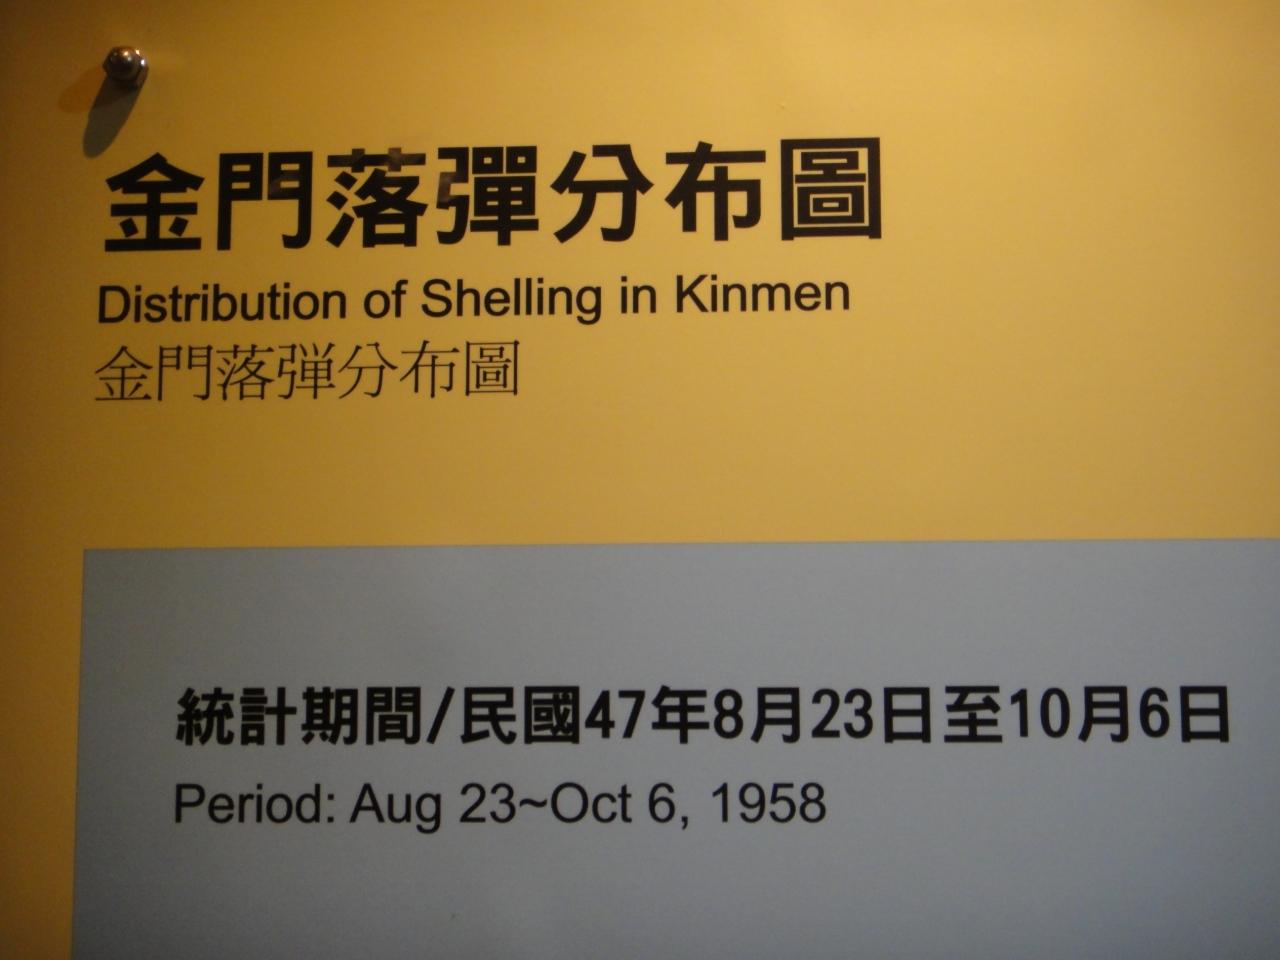 金門落彈分布圖
Distribution of Shelling in Kinmen
金門落弾分布圖
統計期間/民國47年8月23日至10月6日
Period: Aug 23~Oct 6, 1958